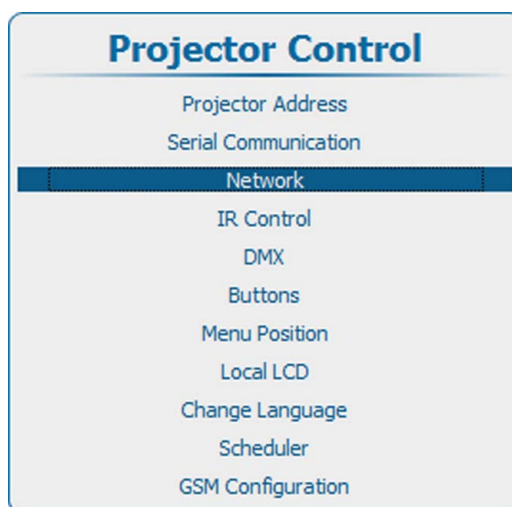 Projector Control
Projector Address
Serial Communication
Network
IR Control
DMX
Buttons
Menu Position
Local LCD
Change Language
Scheduler
GSM Configuration